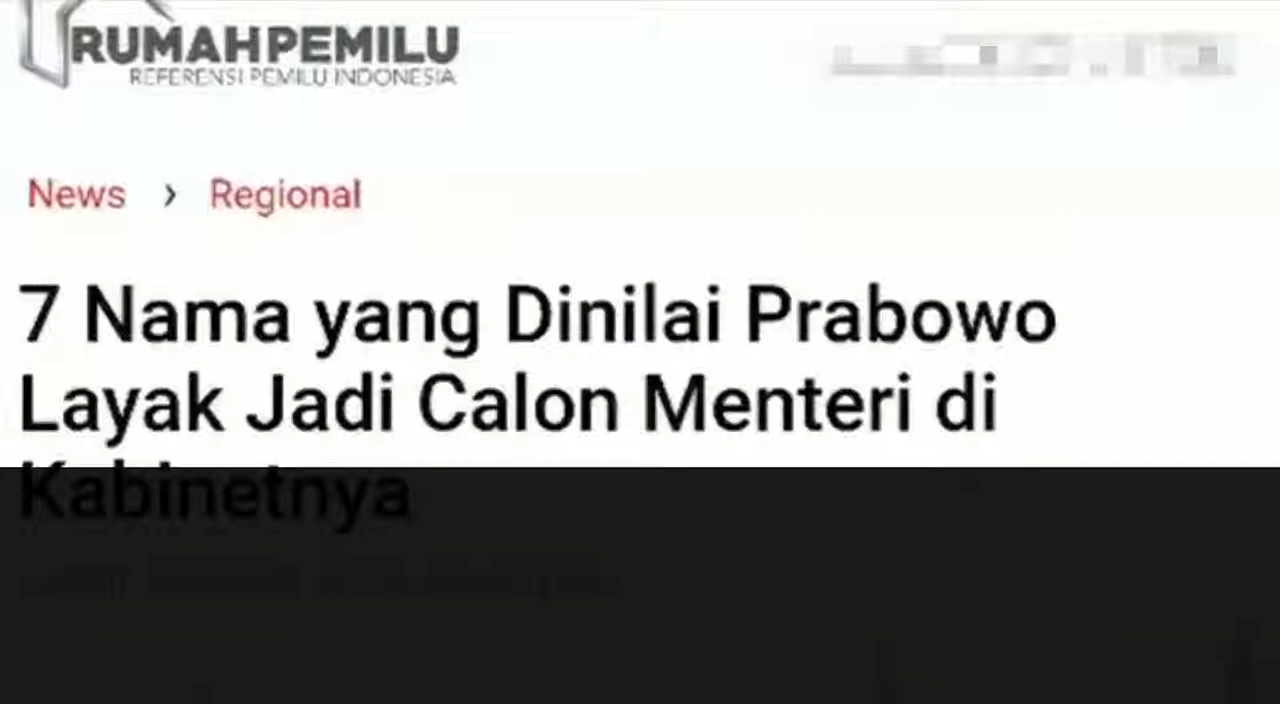 RUMAHPEMILU
REFERENSI PEMILU INDONESIA
News › Regional
7 Nama yang Dinilai Prabowo
Layak Jadi Calon Menteri di
Kabinetnya